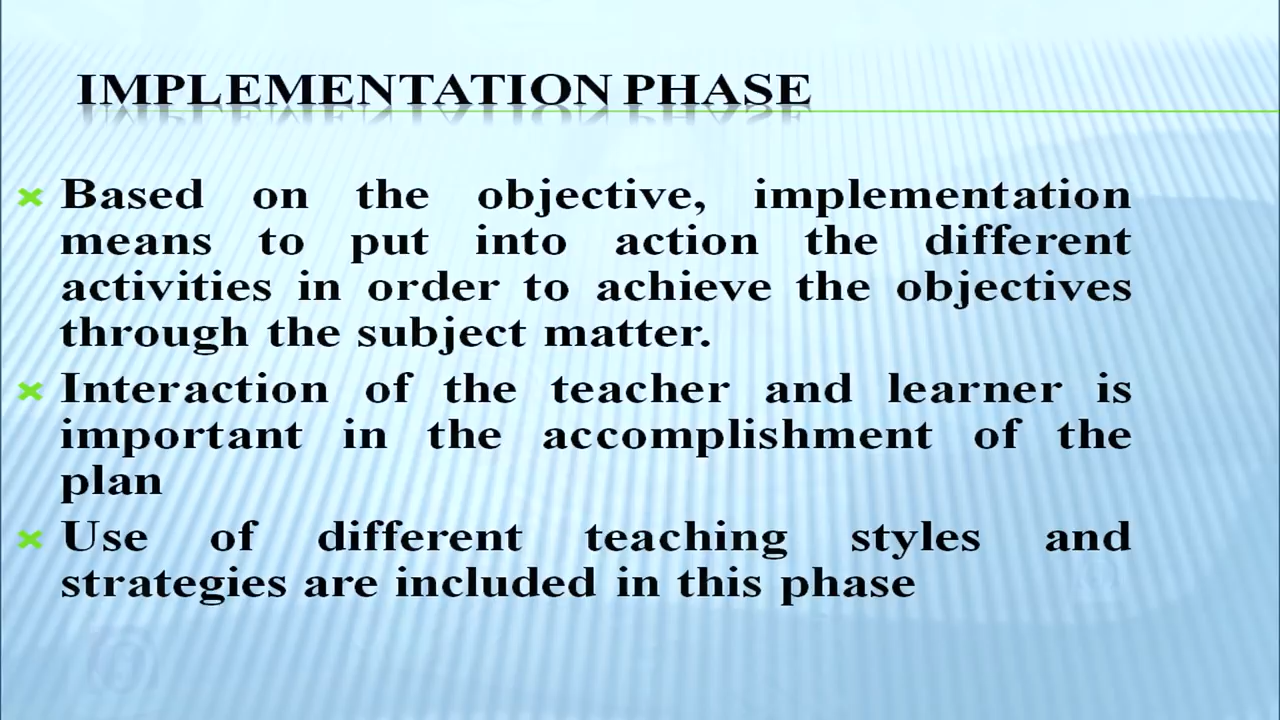 IMPLEMENTATION PHASE
Based on the objective, implementation
means to put into action the different
activities in order to achieve the objectives
through the subject matter.
Interaction of the teacher and learner is
important in the accomplishment of the
plan
Use of different teaching styles and
strategies are included in this phase